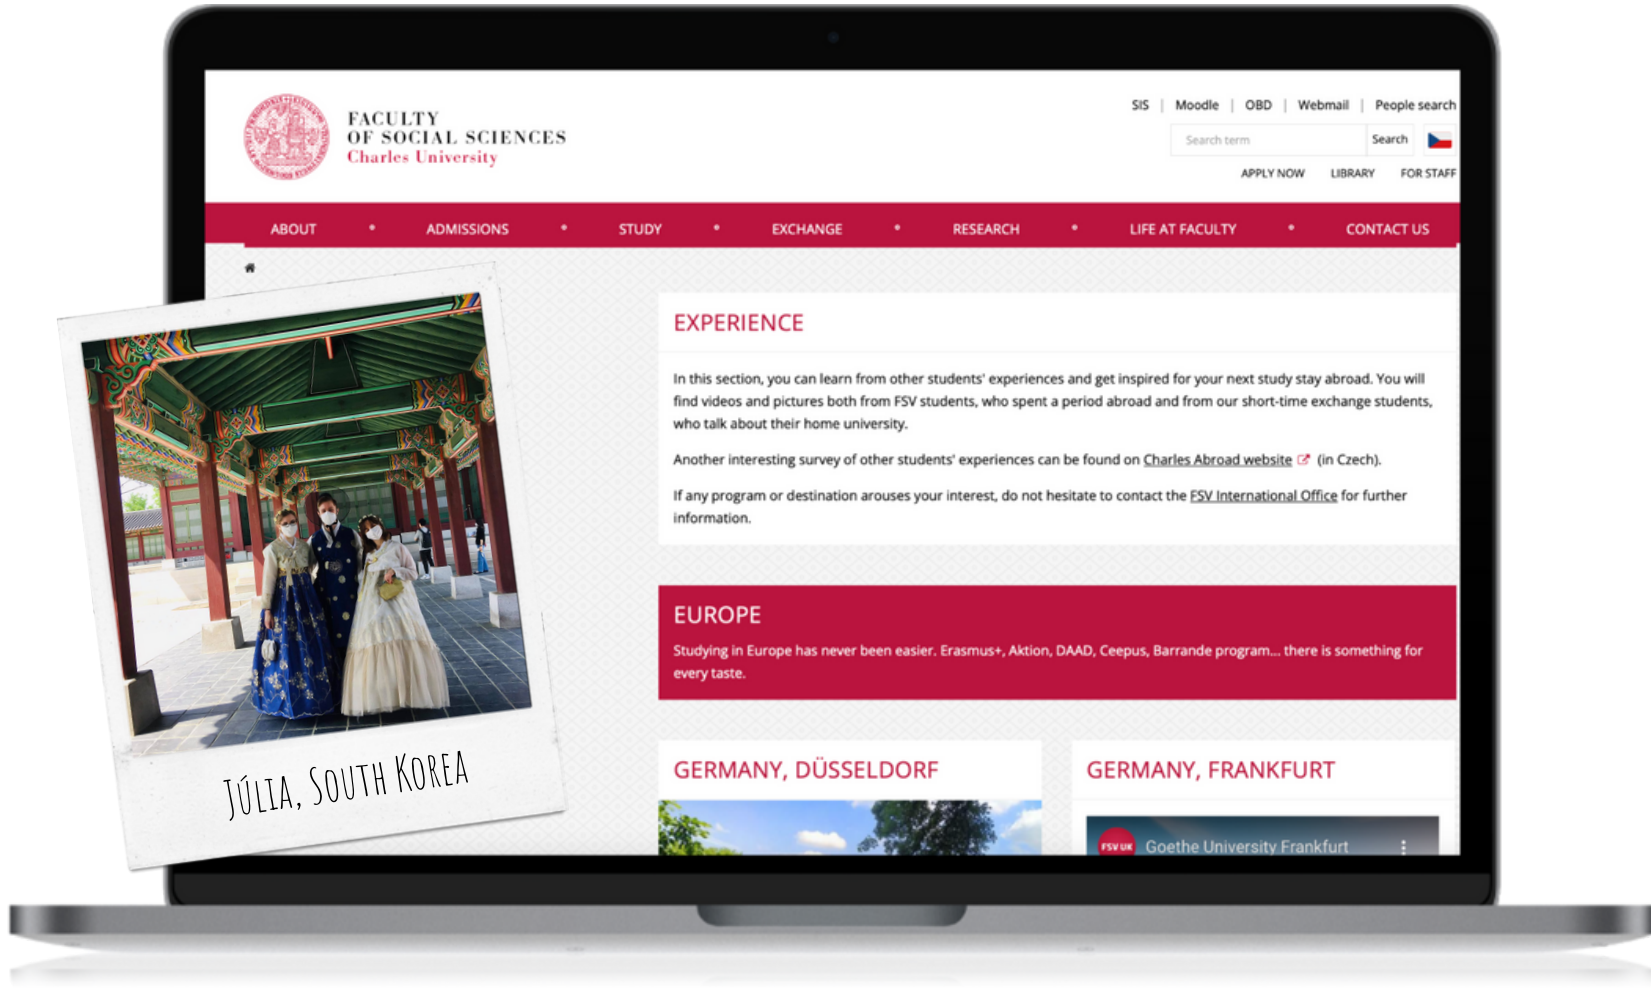 FACULTY
OF SOCIAL SCIENCES
Charles University
SIS | Moodle | OBD | Webmail | People search
Search term Search
APPLY NOW LIBRARY FOR STAFF
ABOUT • ADMISSIONS • STUDY • EXCHANGE • RESEARCH • LIFE AT FACULTY • CONTACT US
EXPERIENCE
In this section, you can learn from other students' experiences and get inspired for your next study stay abroad. You will
find videos and pictures both from FSV students, who spent a period abroad and from our short-time exchange students,
who talk about their home university.
Another interesting survey of other students' experiences can be found on Charles Abroad website (in Czech).
If any program or destination arouses your interest, do not hesitate to contact the FSV International Office for further
information.
EUROPE
Studying in Europe has never been easier. Erasmus+, Aktion, DAAD, Ceepus, Barrande program... there is something for
every taste.
GERMANY, DÜSSELDORF
GERMANY, FRANKFURT
FSV UK Goethe University Frankfurt
JÚLIA, SOUTH KOREA